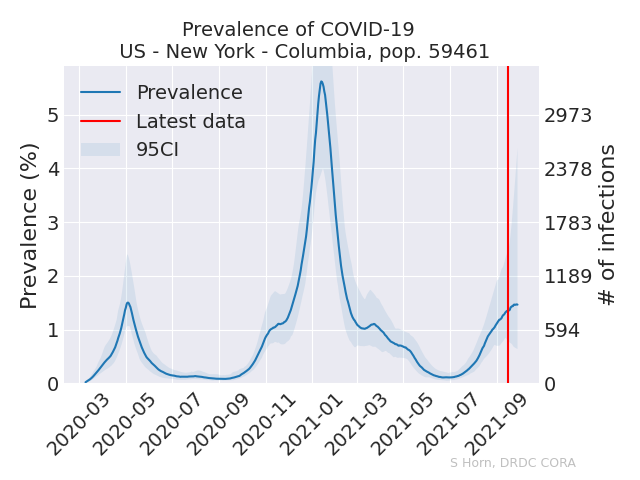 Prevalence of COVID-19
US - New York - Columbia, pop. 59461
Prevalence
Latest data
95CI
Prevalence (%)
5
4
3
2
1
0
2973
2378
1783
1189
594
0
# of infections
2020-03
2020-05
2020-07
2020-09
2020-11
2021-01
2021-03
2021-05
2021-07
2021-09
S Horn, DRDC CORA